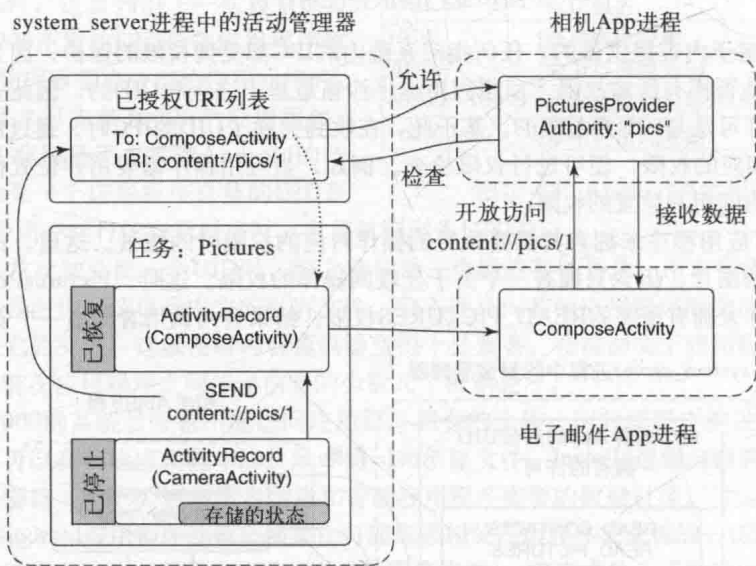 system_server进程中的活动管理器
相机App进程
已授权URI列表
To: composeActivity
URI: content://pics/1
允许
检查
PicturesProvider
Authority: "pics"
开放访问
content://pics/1
接收数据
任务：Pictures
已恢复
ActivityRecord
(ComposeActivity)
ComposeActivity
SEND
content://pics/1
电子邮件App进程
已停止
ActivityRecord
(CameraActivity)
存储的状态